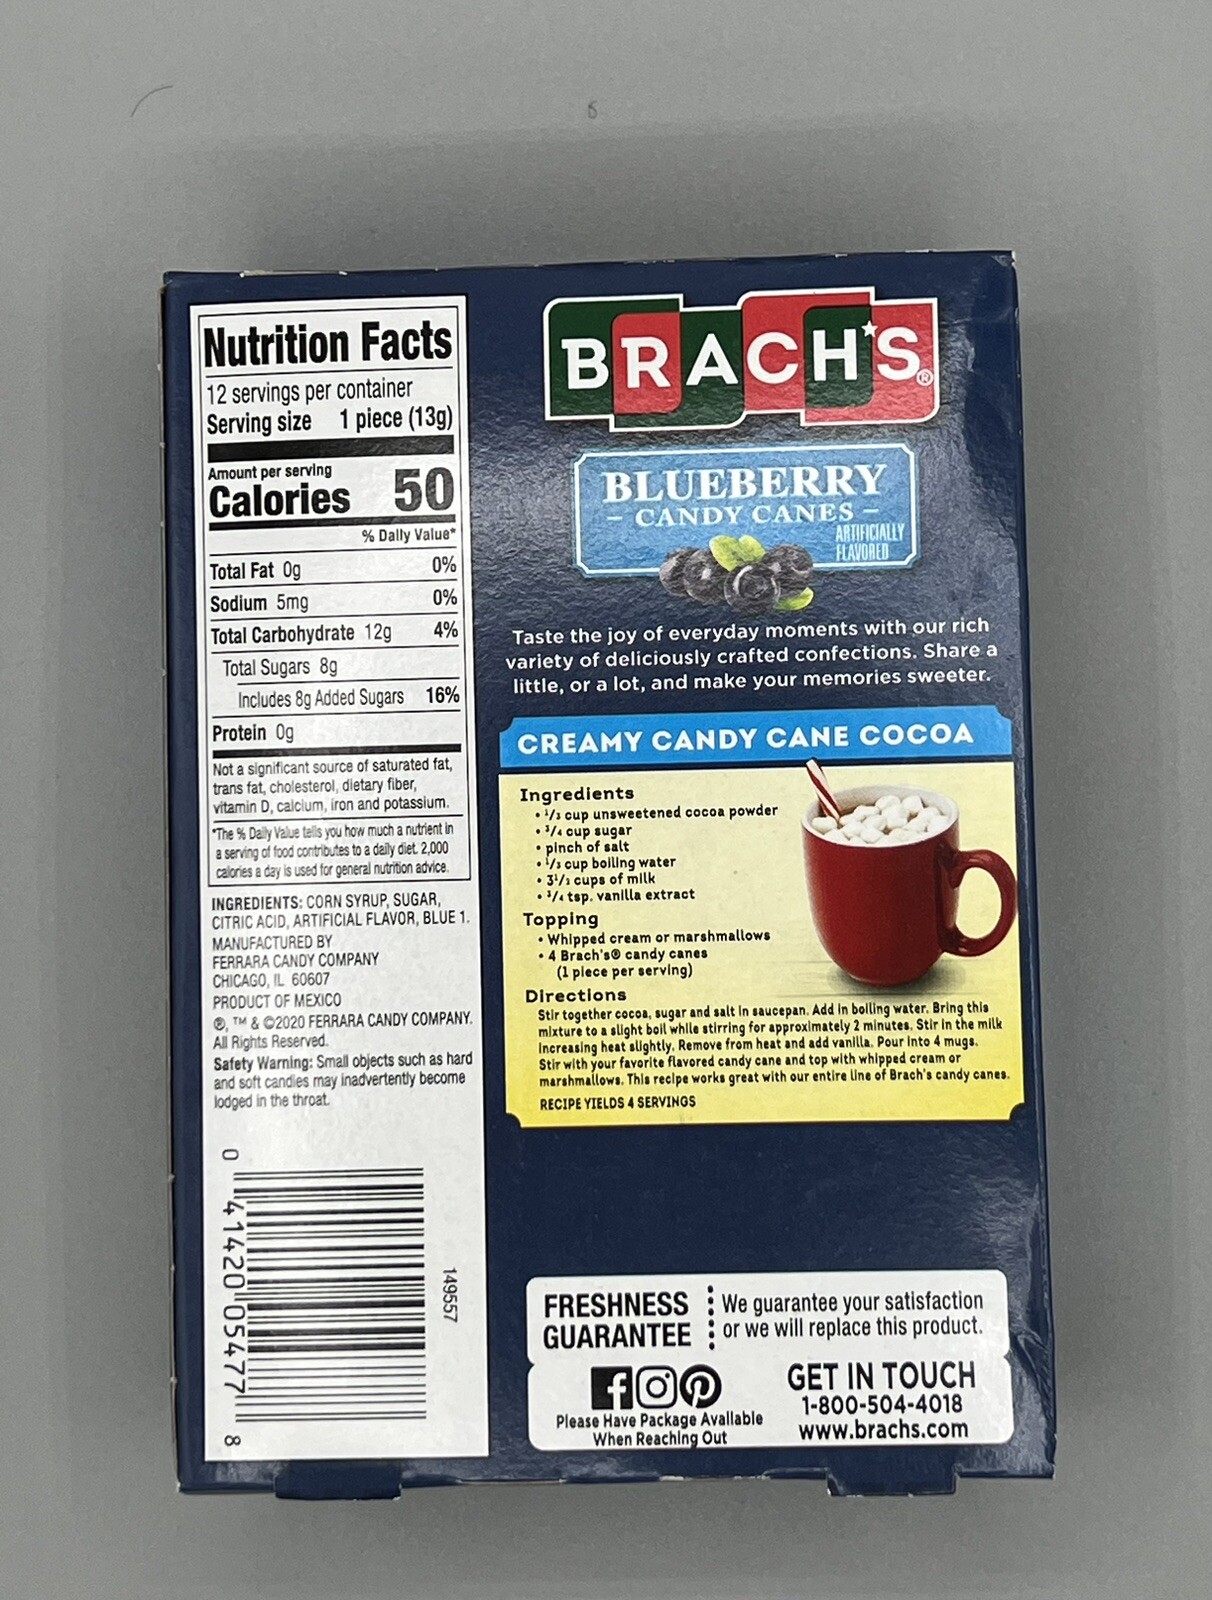 Nutrition Facts
12 servings per container
Serving size 1 piece (13g)
Amount per serving
Calories 50
% Daily Value*
Total Fat 0g 0%
Sodium 5mg 0%
Total Carbohydrate 12g 4%
Total Sugars 8g
Includes 8g Added Sugars 16%
Protein 0g
Not a significant source of saturated fat,
trans fat, cholesterol, dietary fiber,
vitamin D, calcium, iron and potassium.
*The % Daily Value tells you how much a nutrient in
a serving of food contributes to a daily diet. 2,000
calories a day is used for general nutrition advice.
INGREDIENTS: CORN SYRUP, SUGAR,
CITRIC ACID, ARTIFICIAL FLAVOR, BLUE 1.
MANUFACTURED BY
FERRARA CANDY COMPANY
CHICAGO, IL 60607
PRODUCT OF MEXICO
®, ™ & ©2020 FERRARA CANDY COMPANY.
All Rights Reserved.
Safety Warning: Small objects such as hard
and soft candies may inadvertently become
lodged in the throat.
0 41420 05477 8
149557
BRACH'S®
BLUEBERRY
- CANDY CANES -
ARTIFICIALLY
FLAVORED
Taste the joy of everyday moments with our rich
variety of deliciously crafted confections. Share a
little, or a lot, and make your memories sweeter.
CREAMY CANDY CANE COCOA
Ingredients
• 1/3 cup unsweetened cocoa powder
• 3/4 cup sugar
• pinch of salt
• 1/3 cup boiling water
• 3 1/2 cups of milk
• 3/4 tsp. vanilla extract
Topping
• Whipped cream or marshmallows
• 4 Brach's® candy canes
(1 piece per serving)
Directions
Stir together cocoa, sugar and salt in saucepan. Add in boiling water. Bring this
mixture to a slight boil while stirring for approximately 2 minutes. Stir in the milk
increasing heat slightly. Remove from heat and add vanilla. Pour into 4 mugs.
Stir with your favorite flavored candy cane and top with whipped cream or
marshmallows. This recipe works great with our entire line of Brach's candy canes.
RECIPE YIELDS 4 SERVINGS
FRESHNESS
GUARANTEE
We guarantee your satisfaction
or we will replace this product.
Please Have Package Available
When Reaching Out
GET IN TOUCH
1-800-504-4018
www.brachs.com